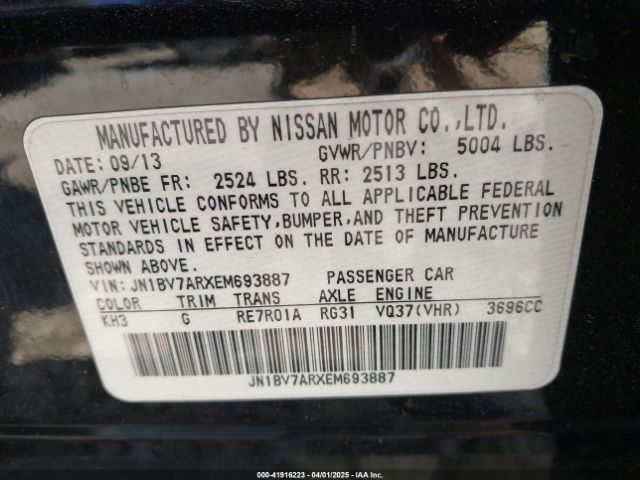 MANUFACTURED BY NISSAN MOTOR CO.,LTD.
DATE: 09/13 GVWR/PNBV: 5004 LBS.
GAWR/PNBE FR: 2524 LBS. RR: 2513 LBS.
THIS VEHICLE CONFORMS TO ALL APPLICABLE FEDERAL
MOTOR VEHICLE SAFETY,BUMPER,AND THEFT PREVENTION
STANDARDS IN EFFECT ON THE DATE OF MANUFACTURE
SHOWN ABOVE.
VIN: JN1BV7ARXEM693887 PASSENGER CAR
COLOR TRIM TRANS AXLE ENGINE
KH3 G RE7R01A RG31 VQ37(VHR) 3696CC
JN1BV7ARXEM693887
000-41916223 - 04/01/2025 - IAA Inc.